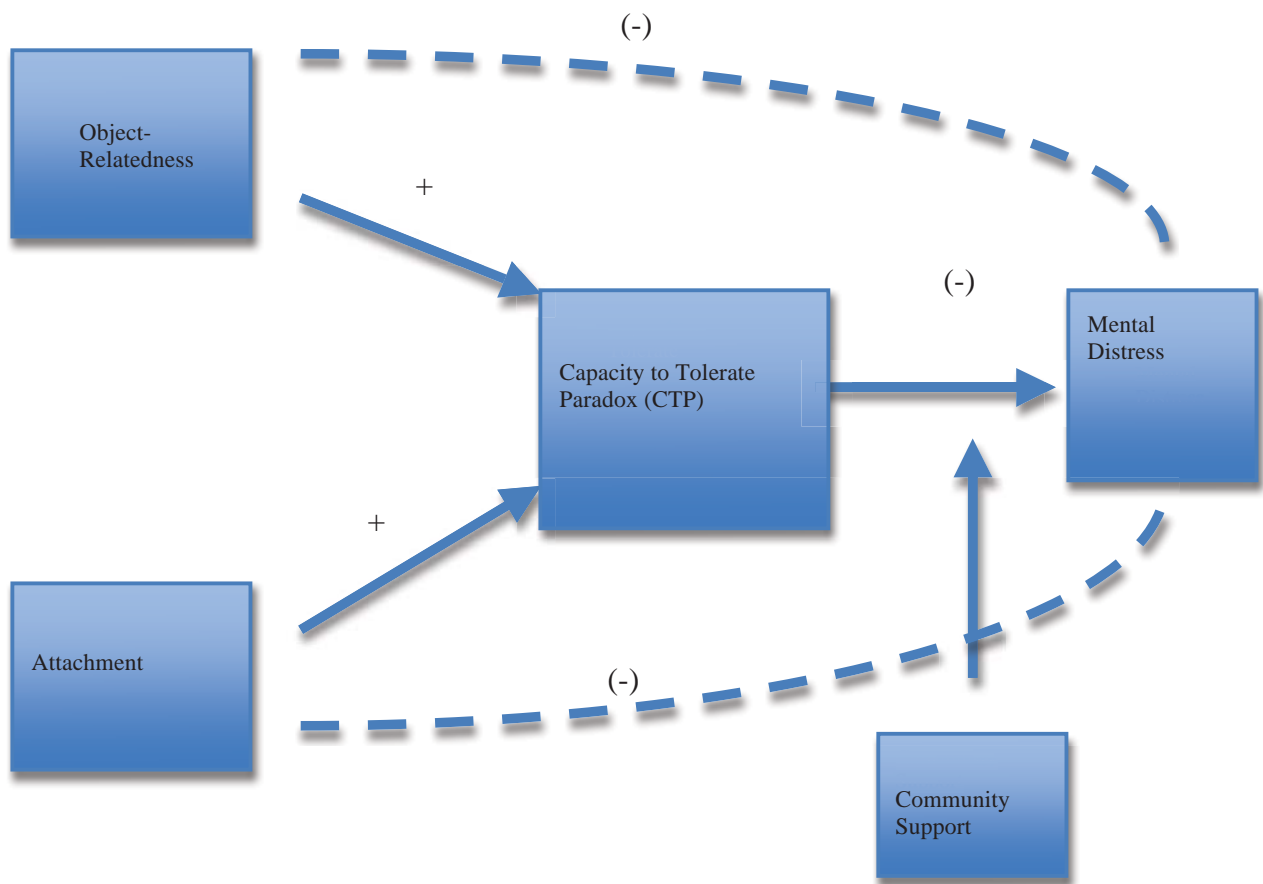 (-)
Object-
Relatedness
+
(-)
Mental
Distress
Capacity to Tolerate
Paradox (CTP)
+
Attachment
(-)
Community
Support